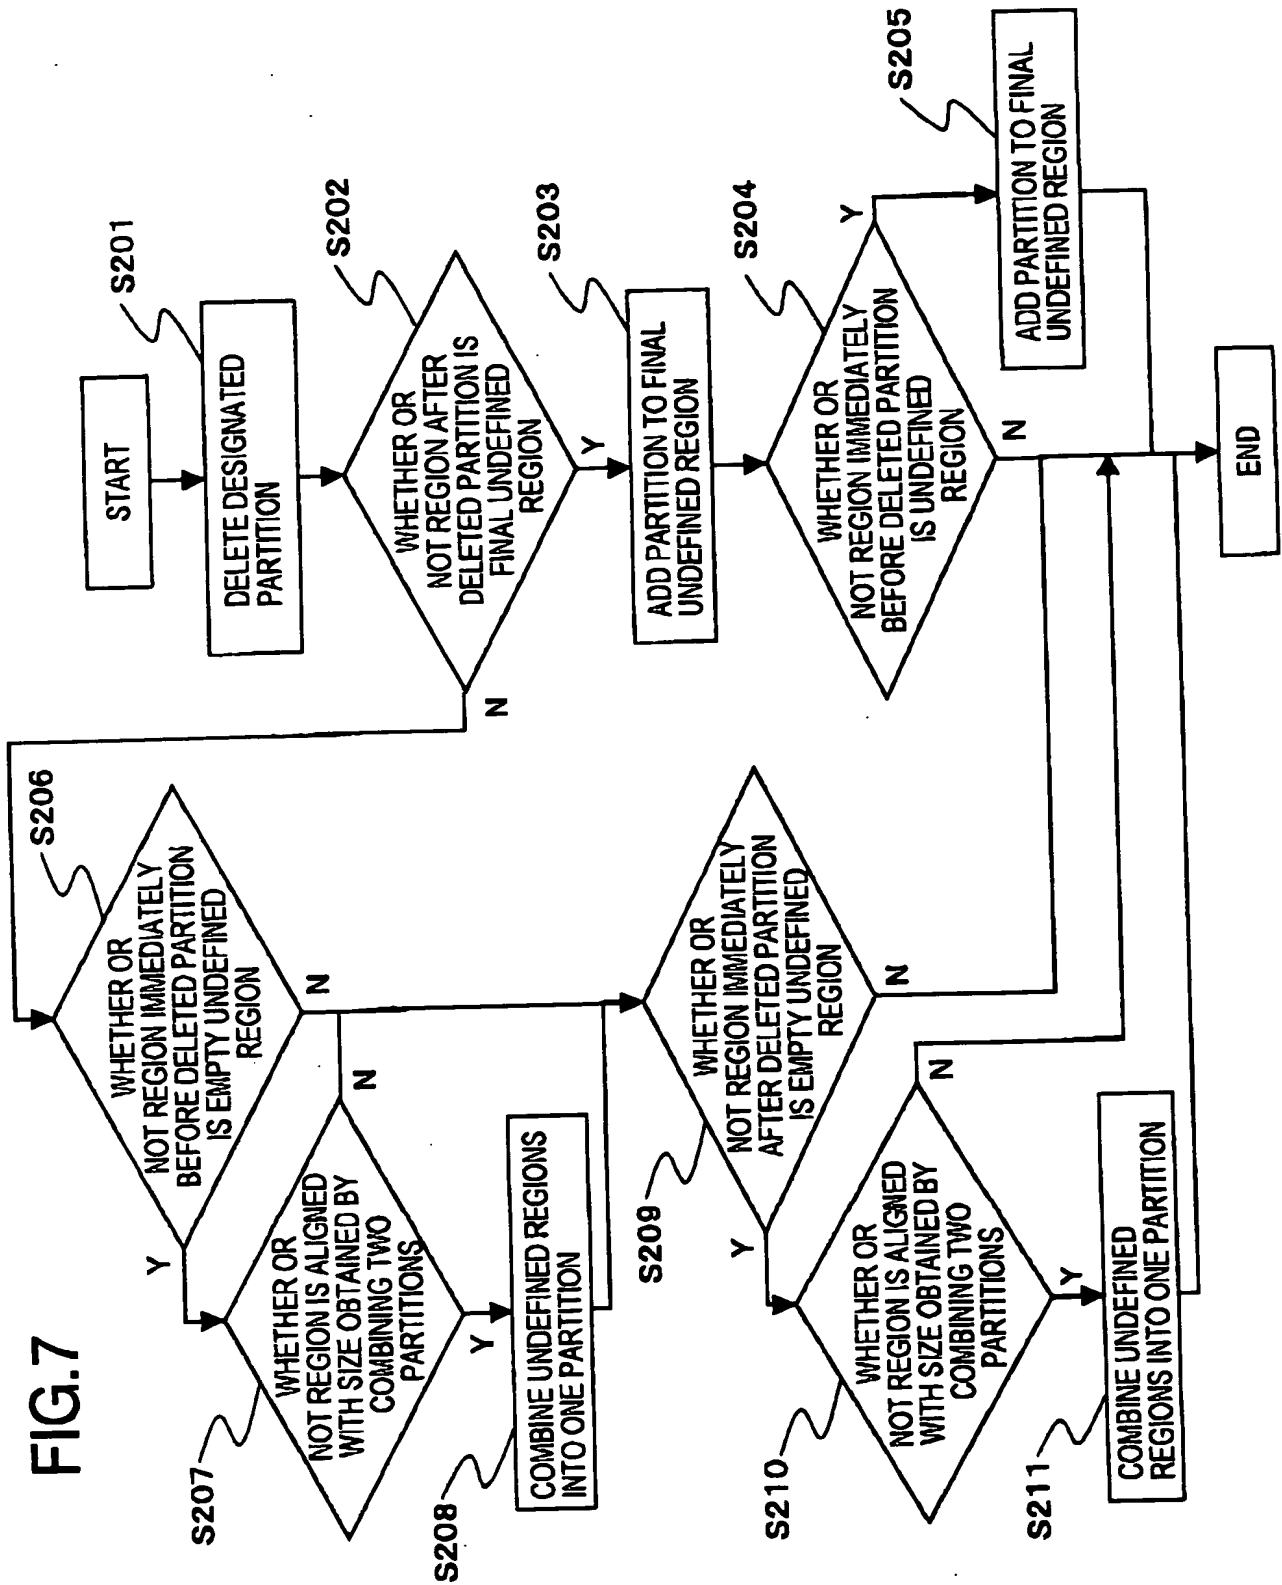 FIG.7
START
S201
DELETE DESIGNATED
PARTITION
S202
WHETHER OR
NOT REGION AFTER
DELETED PARTITION IS
FINAL UNDEFINED
REGION
N
Y
S203
ADD PARTITION TO FINAL
UNDEFINED REGION
S204
WHETHER OR
NOT REGION IMMEDIATELY
BEFORE DELETED PARTITION
IS UNDEFINED
REGION
Y
N
S205
ADD PARTITION TO FINAL
UNDEFINED REGION
END
S206
WHETHER OR
NOT REGION IMMEDIATELY
BEFORE DELETED PARTITION
IS EMPTY UNDEFINED
REGION
Y
N
S207
WHETHER OR
NOT REGION IS ALIGNED
WITH SIZE OBTAINED BY
COMBINING TWO
PARTITIONS
N
Y
S208
COMBINE UNDEFINED REGIONS
INTO ONE PARTITION
S209
WHETHER OR
NOT REGION IMMEDIATELY
AFTER DELETED PARTITION
IS EMPTY UNDEFINED
REGION
Y
N
S210
WHETHER OR
NOT REGION IS ALIGNED
WITH SIZE OBTAINED BY
COMBINING TWO
PARTITIONS
N
Y
S211
COMBINE UNDEFINED
REGIONS INTO ONE PARTITION